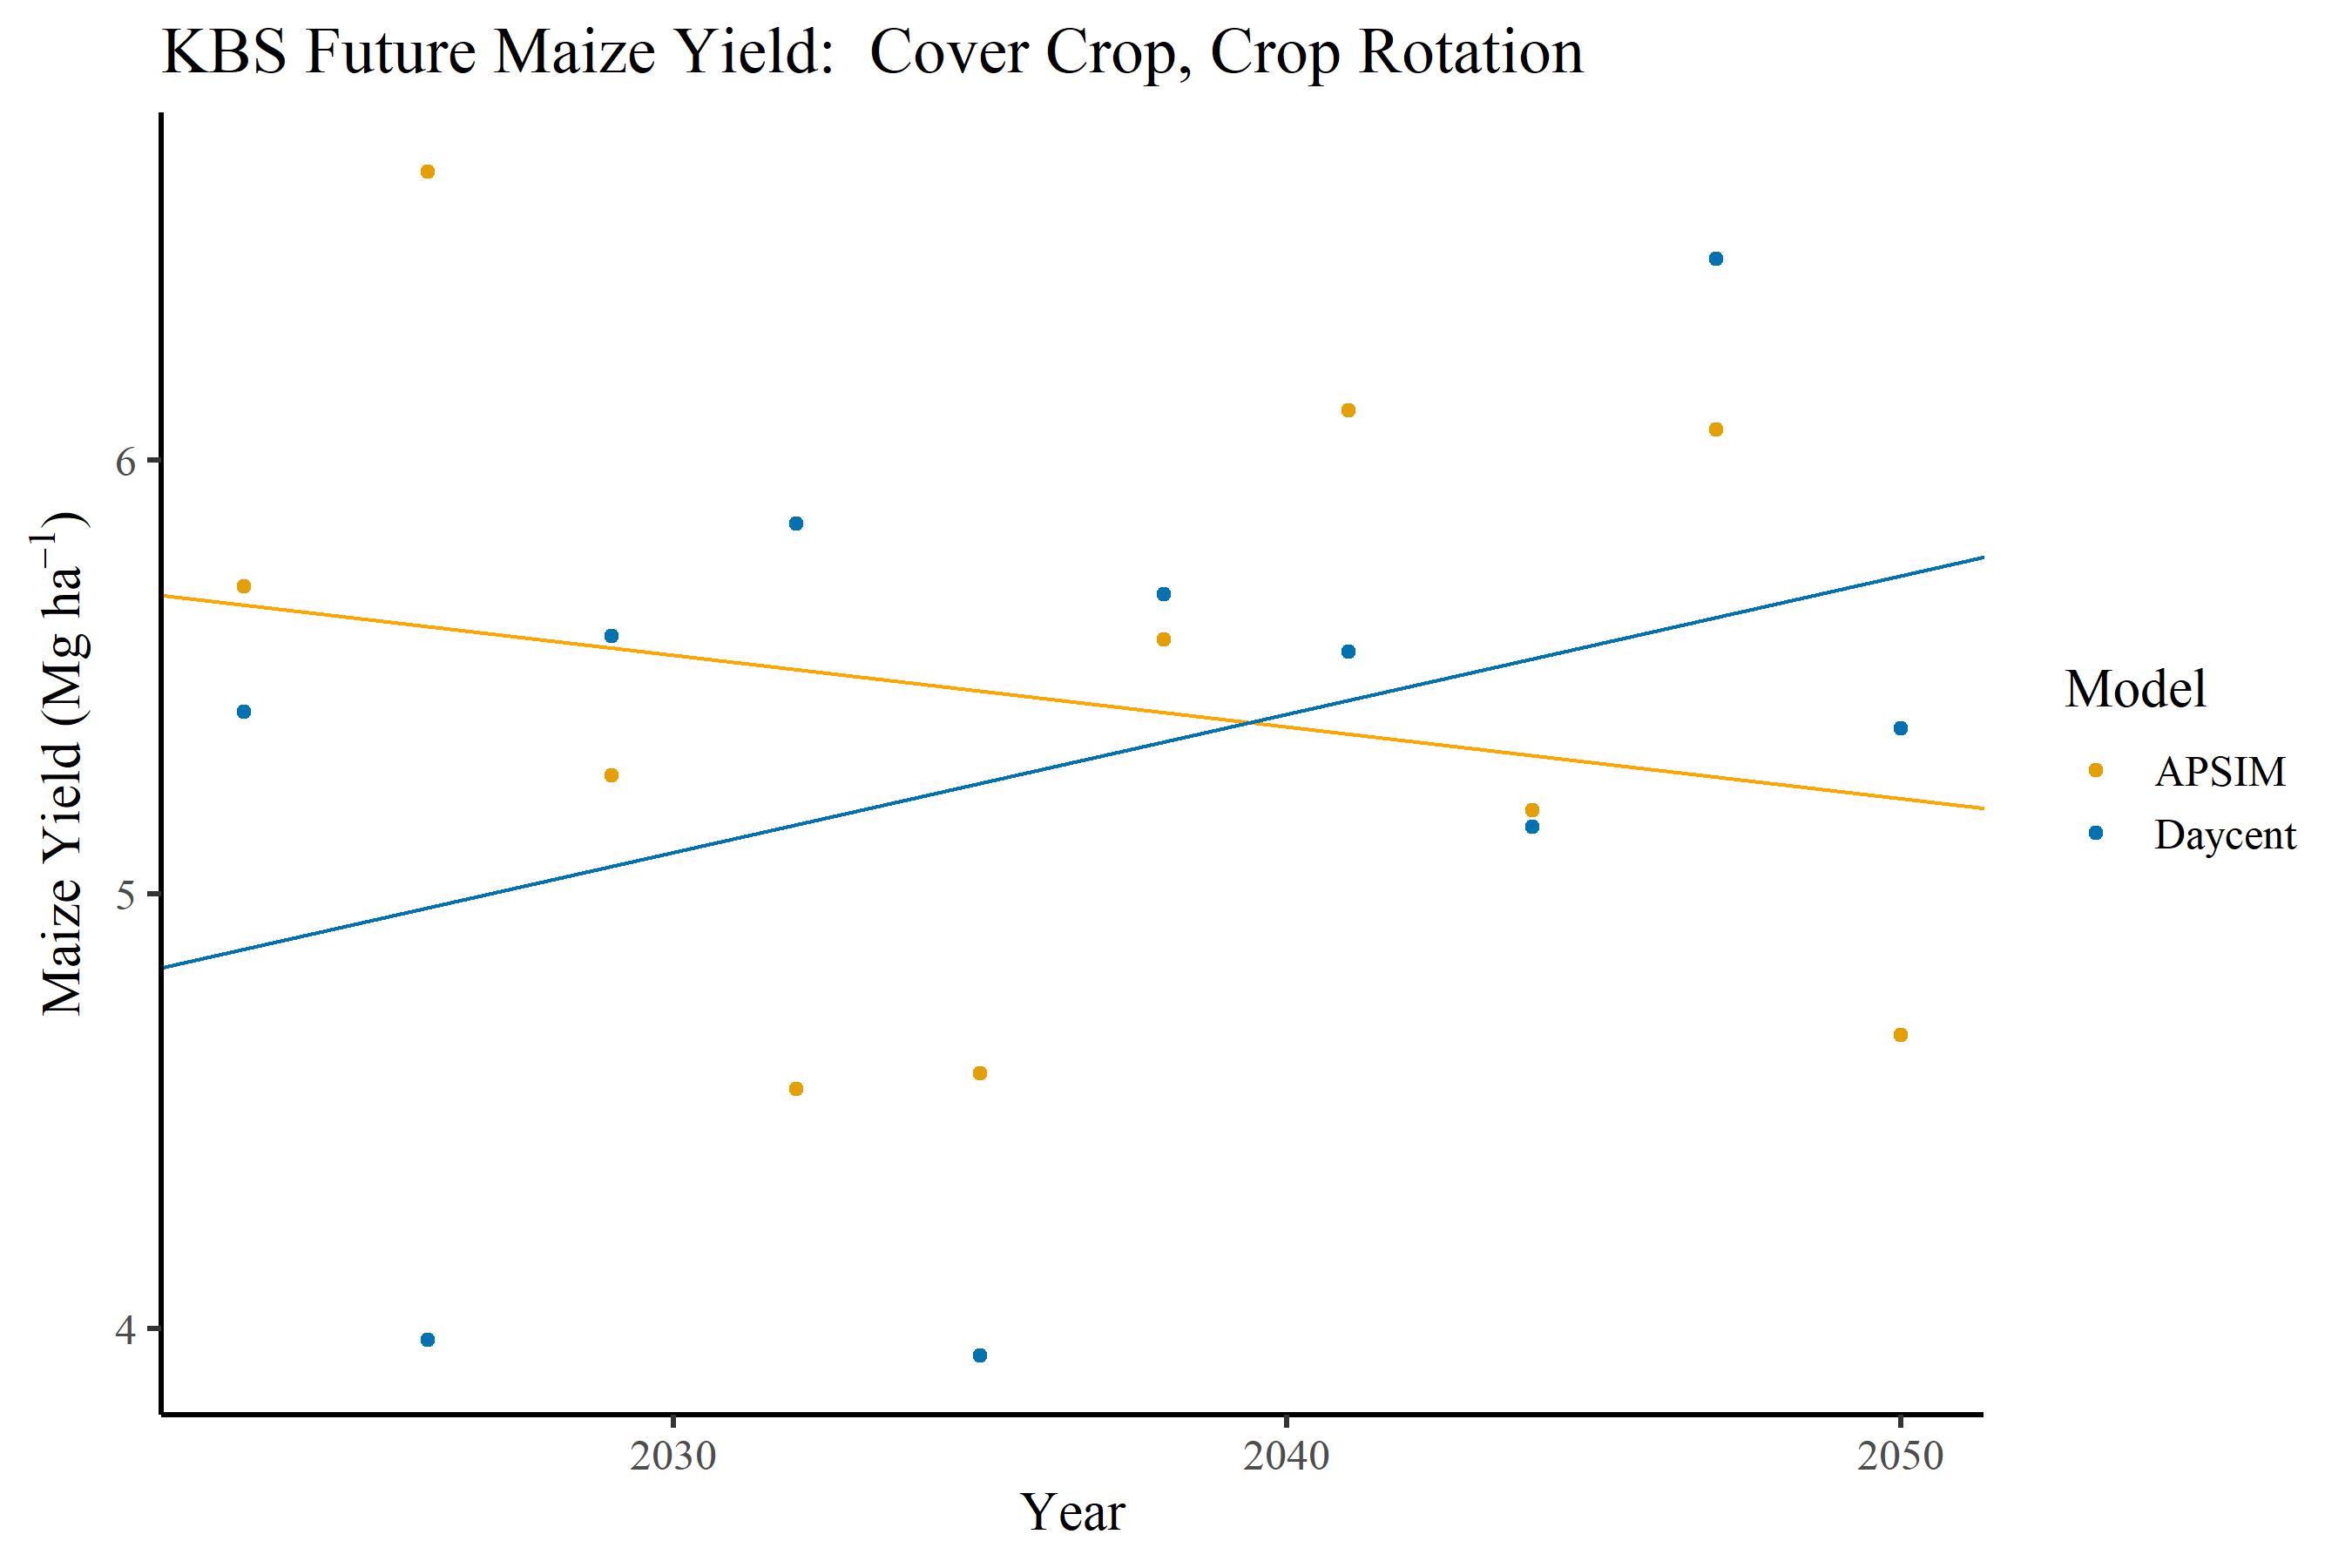 KBS Future Maize Yield:  Cover Crop, Crop Rotation
Maize Yield (Mg ha⁻¹)
6
5
4
2030
2040
2050
Year
Model
APSIM
Daycent